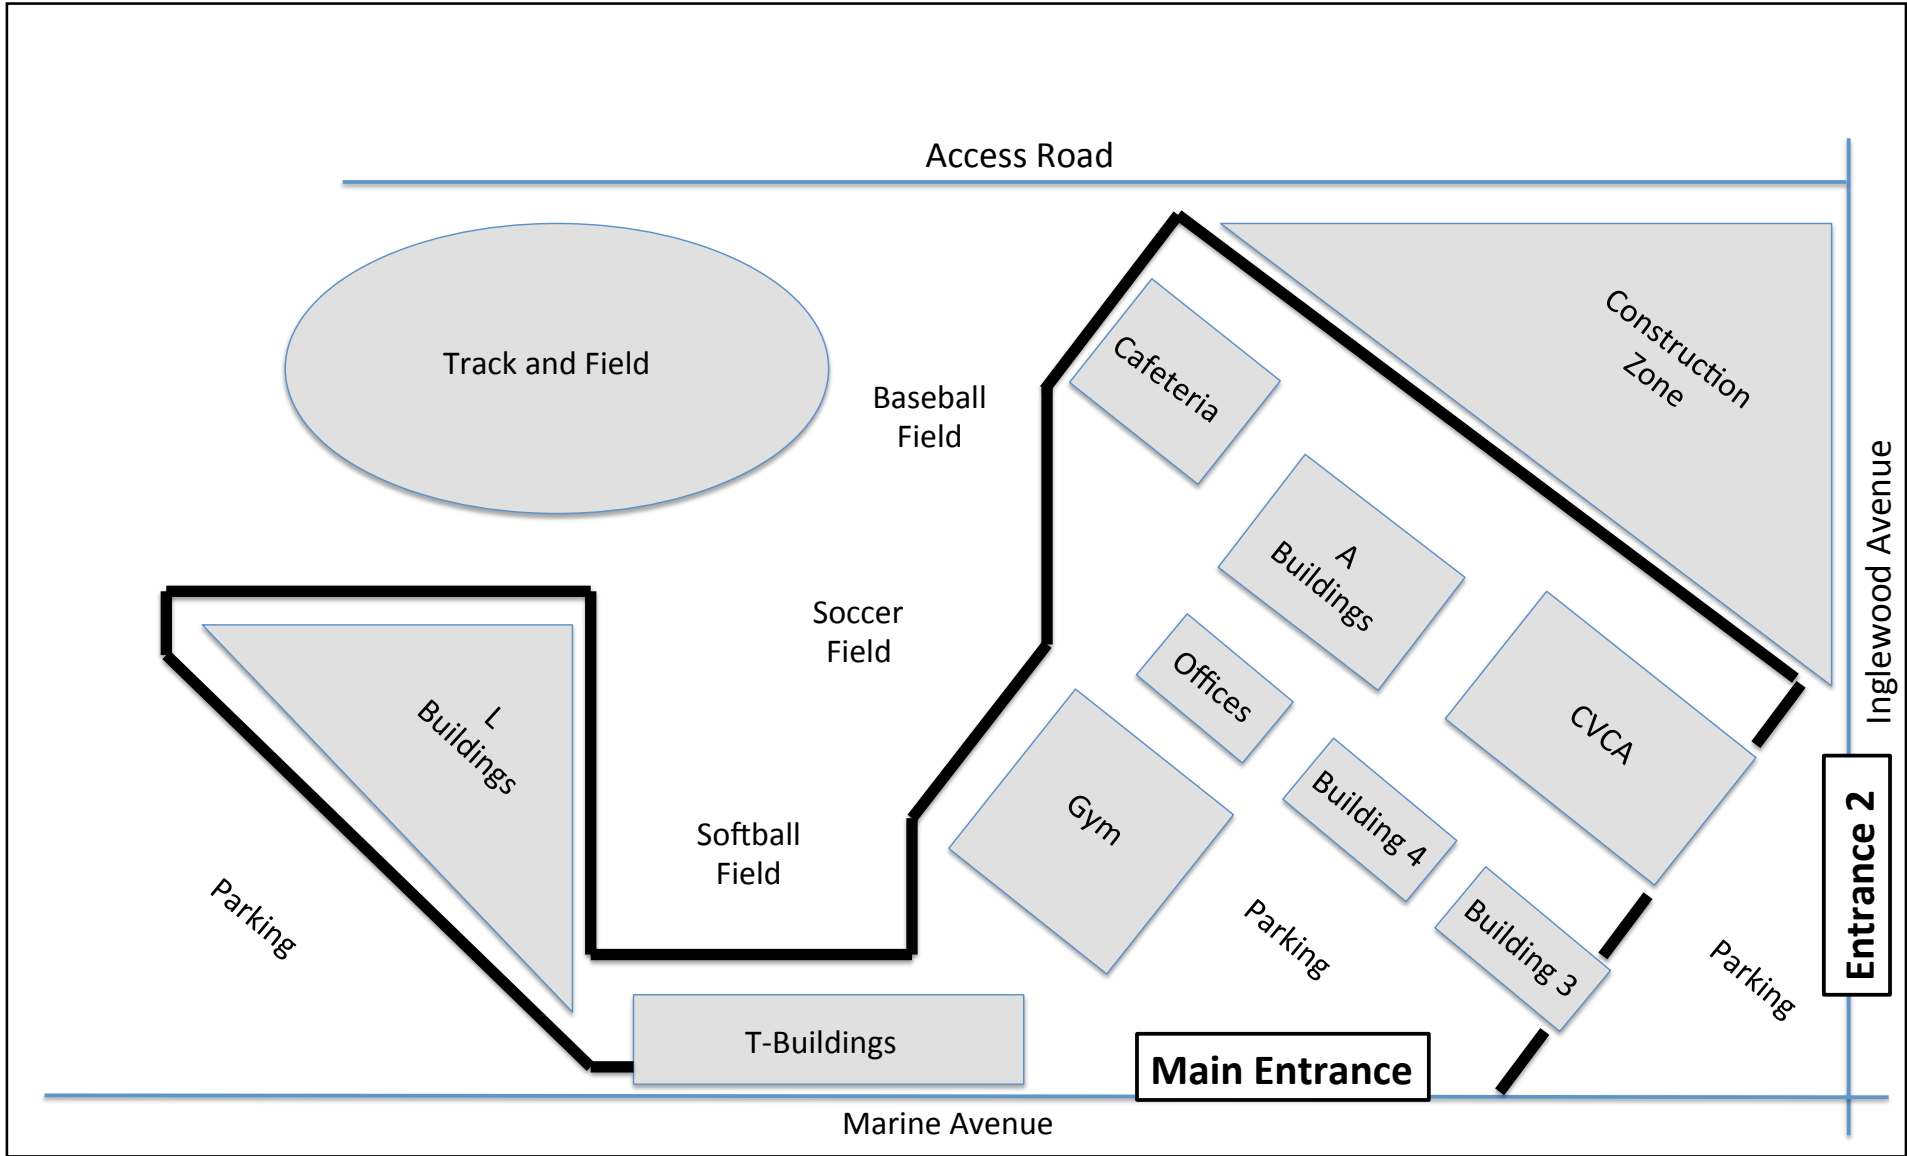 Access Road
Track and Field
Baseball
Field
Cafeteria
Construction
Zone
Inglewood Avenue
A
Buildings
Soccer
Field
Offices
CVCA
L
Buildings
Gym
Building 4
Softball
Field
Entrance 2
Parking
Parking
Building 3
Parking
T-Buildings
Main Entrance
Marine Avenue